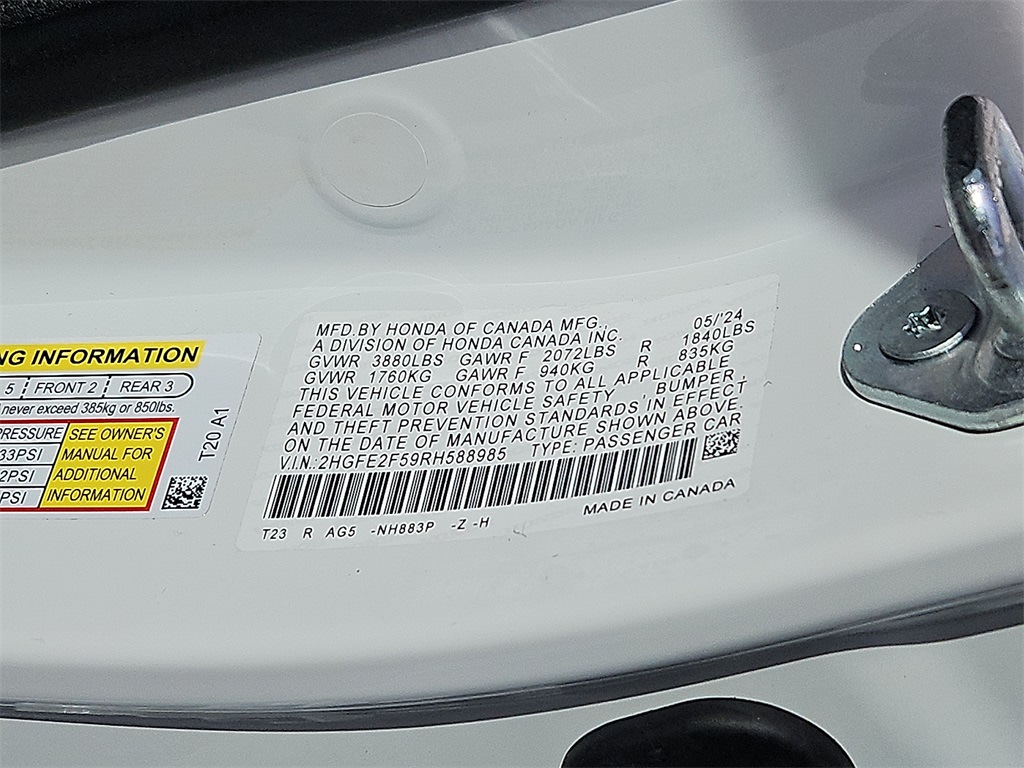 NG INFORMATION
5 FRONT 2 REAR 3
never exceed 385kg or 850lbs.
PRESSURE SEE OWNER'S
33PSI MANUAL FOR
2PSI ADDITIONAL
PSI INFORMATION
T20 A1
MFD. BY HONDA OF CANADA MFG., 05/'24
A DIVISION OF HONDA CANADA INC.
GVWR 3880LBS GAWR F 2072LBS R 1840LBS
GVWR 1760KG GAWR F 940KG R 835KG
THIS VEHICLE CONFORMS TO ALL APPLICABLE
FEDERAL MOTOR VEHICLE SAFETY, BUMPER,
AND THEFT PREVENTION STANDARDS IN EFFECT
ON THE DATE OF MANUFACTURE SHOWN ABOVE.
V.I.N.:2HGFE2F59RH588985 TYPE: PASSENGER CAR
MADE IN CANADA
T23 R AG5 -NH883P -Z -H